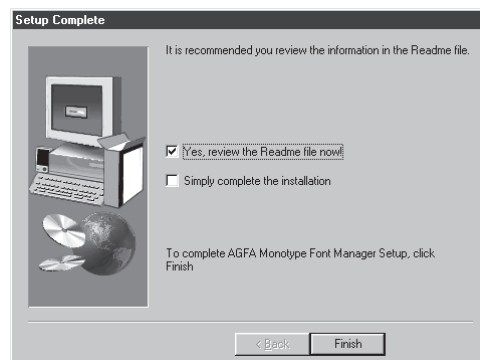 Setup Complete
It is recommended you review the information in the Readme file.
Yes, review the Readme file now!
Simply complete the installation
To complete AGFA Monotype Font Manager Setup, click
Finish
< Back
Finish